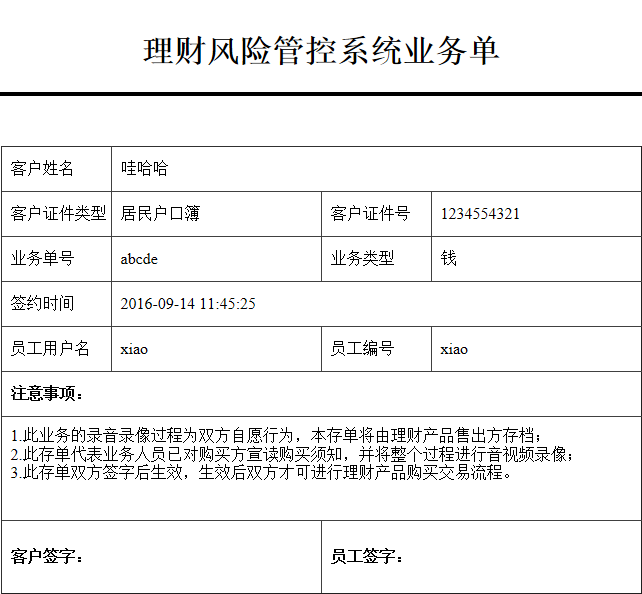 理财风险管控系统业务单
客户姓名 哇哈哈
客户证件类型 居民户口簿 客户证件号 1234554321
业务单号 abcde 业务类型 钱
签约时间 2016-09-14 11:45:25
员工用户名 xiao 员工编号 xiao
注意事项：
1.此业务的录音录像过程为双方自愿行为，本存单将由理财产品售出方存档；
2.此存单代表业务人员已对购买方宣读购买须知，并将整个过程进行音视频录像；
3.此存单双方签字后生效，生效后双方才可进行理财产品购买交易流程。
客户签字： 员工签字：